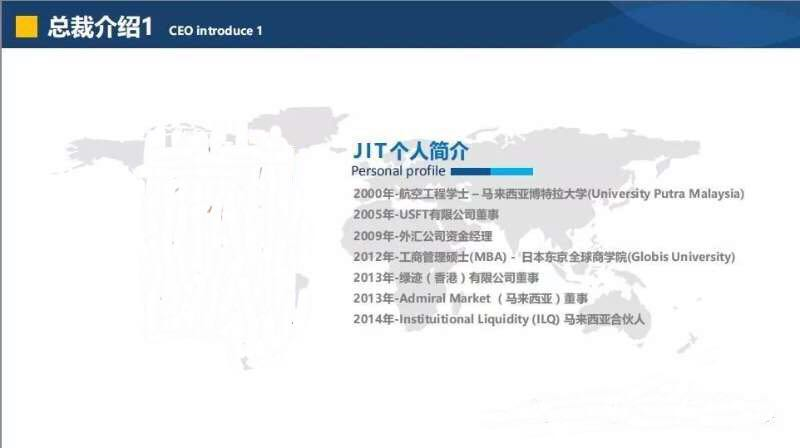 总裁介绍1 CEO introduce 1
JIT个人简介
Personal profile
2000年-航空工程学士 – 马来西亚博特拉大学(University Putra Malaysia)
2005年-USFT有限公司董事
2009年-外汇公司资金经理
2012年-工商管理硕士(MBA) - 日本东京全球商学院(Globis University)
2013年-绿迹（香港）有限公司董事
2013年-Admiral Market （马来西亚）董事
2014年-Instituitional Liquidity (ILQ) 马来西亚合伙人